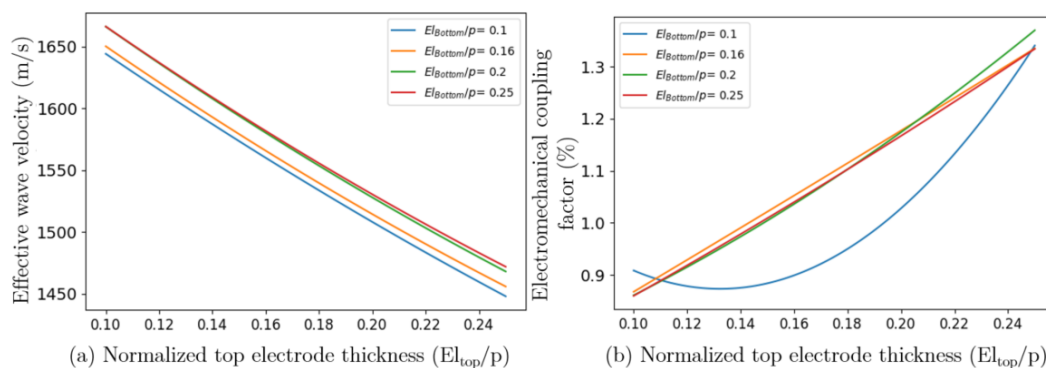 Effective wave velocity (m/s)
1650
1600
1550
1500
1450
0.10 0.12 0.14 0.16 0.18 0.20 0.22 0.24
El_Bottom/p= 0.1
El_Bottom/p= 0.16
El_Bottom/p= 0.2
El_Bottom/p= 0.25
(a) Normalized top electrode thickness (El_top/p)
Electromechanical coupling
factor (%)
1.3
1.2
1.1
1.0
0.9
0.10 0.12 0.14 0.16 0.18 0.20 0.22 0.24
El_Bottom/p= 0.1
El_Bottom/p= 0.16
El_Bottom/p= 0.2
El_Bottom/p= 0.25
(b) Normalized top electrode thickness (El_top/p)